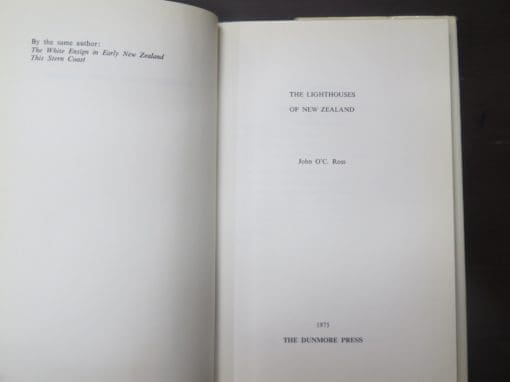 By the same author:
The White Ensign in Early New Zealand
This Stern Coast
THE LIGHTHOUSES
OF NEW ZEALAND
John O'C. Ross
1975
THE DUNMORE PRESS